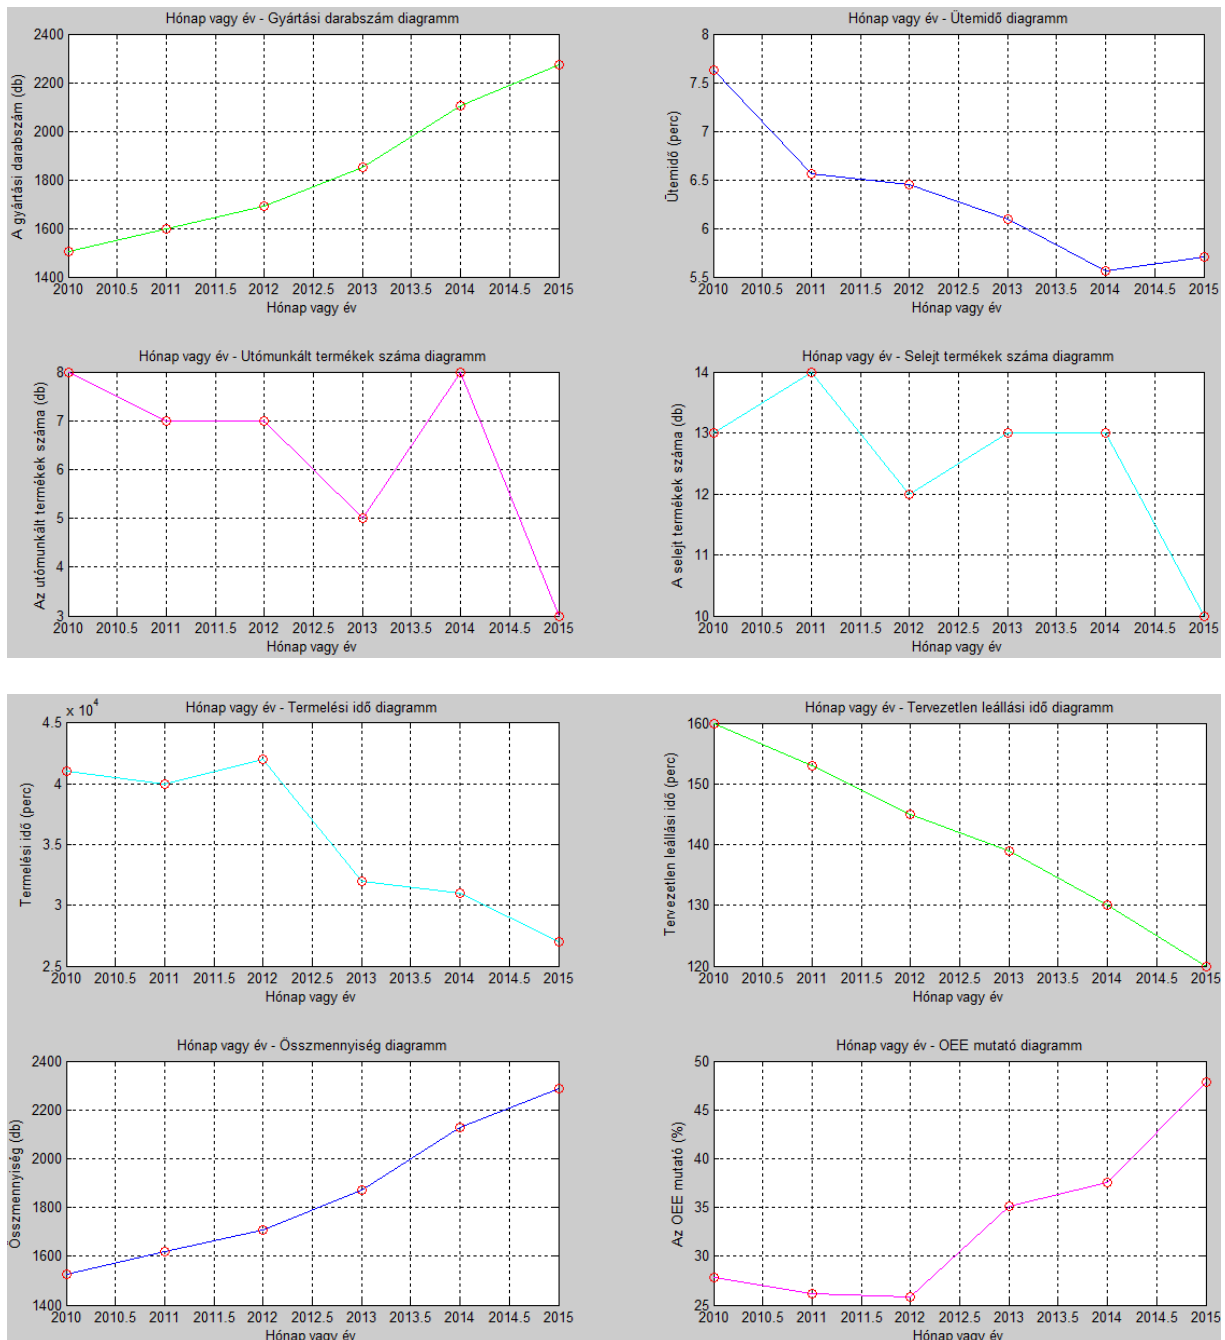 Hónap vagy év - Gyártási darabszám diagramm
A gyártási darabszám (db)
2400
2200
2000
1800
1600
1400
2010 2010.5 2011 2011.5 2012 2012.5 2013 2013.5 2014 2014.5 2015
Hónap vagy év
Hónap vagy év - Ütemidő diagramm
Ütemidő (perc)
8
7.5
7
6.5
6
5.5
2010 2010.5 2011 2011.5 2012 2012.5 2013 2013.5 2014 2014.5 2015
Hónap vagy év
Hónap vagy év - Utómunkált termékek száma diagramm
Az utómunkált termékek száma (db)
8
7
6
5
4
3
2010 2010.5 2011 2011.5 2012 2012.5 2013 2013.5 2014 2014.5 2015
Hónap vagy év
Hónap vagy év - Selejt termékek száma diagramm
A selejt termékek száma (db)
14
13
12
11
10
2010 2010.5 2011 2011.5 2012 2012.5 2013 2013.5 2014 2014.5 2015
Hónap vagy év
Hónap vagy év - Termelési idő diagramm
x 10⁴
Termelési idő (perc)
4.5
4
3.5
3
2.5
2010 2010.5 2011 2011.5 2012 2012.5 2013 2013.5 2014 2014.5 2015
Hónap vagy év
Hónap vagy év - Tervezetlen leállási idő diagramm
Tervezetlen leállási idő (perc)
160
150
140
130
120
2010 2010.5 2011 2011.5 2012 2012.5 2013 2013.5 2014 2014.5 2015
Hónap vagy év
Hónap vagy év - Összmennyiség diagramm
Összmennyiség (db)
2400
2200
2000
1800
1600
1400
2010 2010.5 2011 2011.5 2012 2012.5 2013 2013.5 2014 2014.5 2015
Hónap vagy év
Hónap vagy év - OEE mutató diagramm
Az OEE mutató (%)
50
45
40
35
30
25
2010 2010.5 2011 2011.5 2012 2012.5 2013 2013.5 2014 2014.5 2015
Hónap vagy év